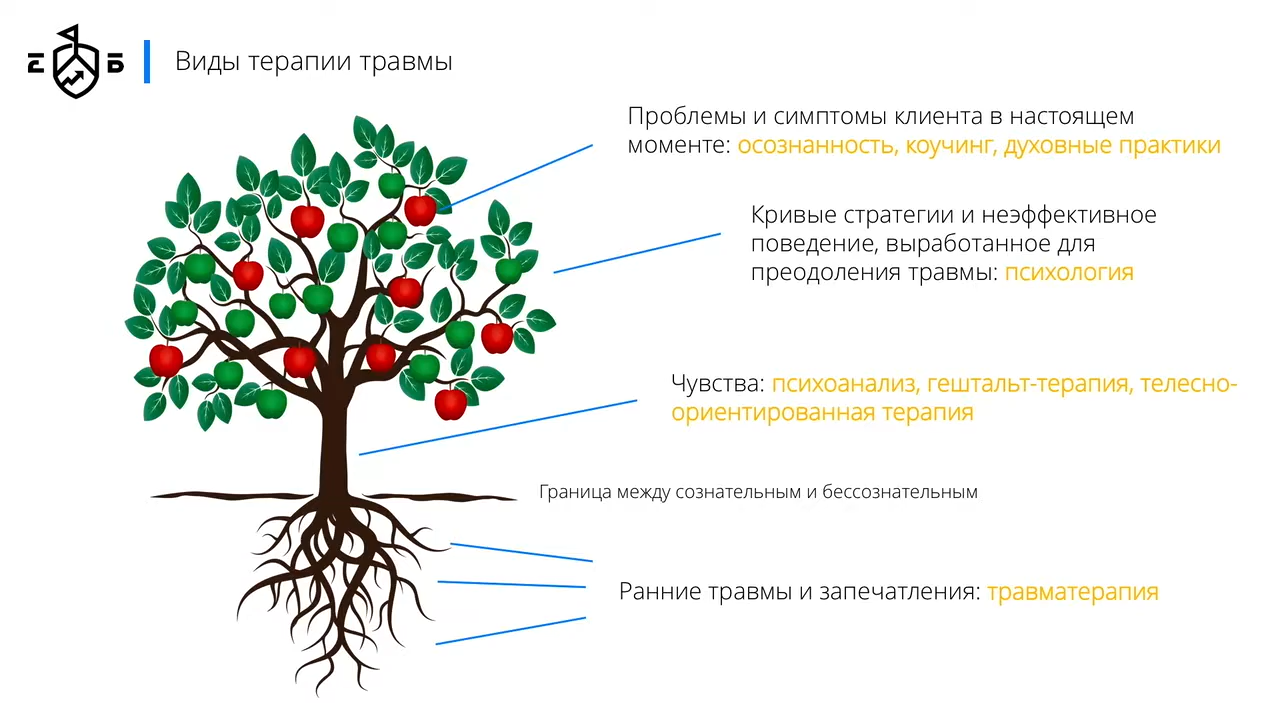 Ξ Б
Виды терапии травмы
Проблемы и симптомы клиента в настоящем
моменте: осознанность, коучинг, духовные практики
Кривые стратегии и неэффективное
поведение, выработанное для
преодоления травмы: психология
Чувства: психоанализ, гештальт-терапия, телесно-
ориентированная терапия
Граница между сознательным и бессознательным
Ранние травмы и запечатления: травматерапия